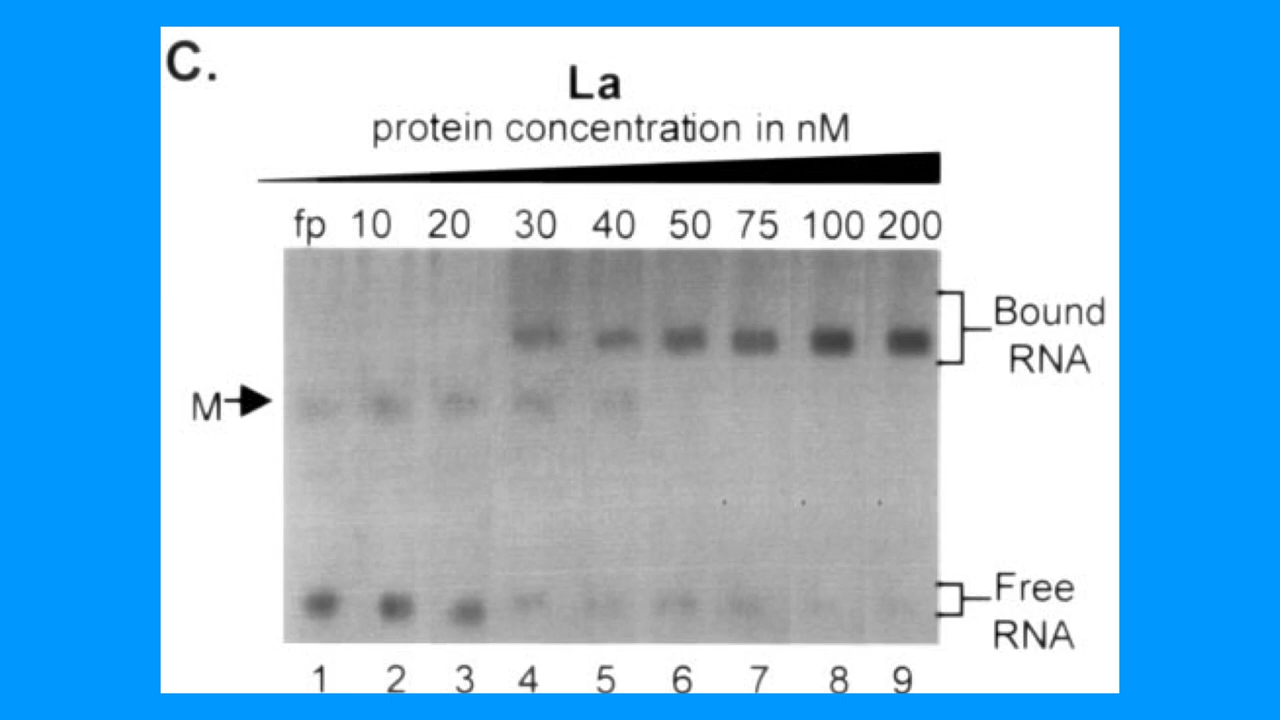 C.
La
protein concentration in nM
fp 10 20 30 40 50 75 100 200
Bound
RNA
M
Free
RNA
1 2 3 4 5 6 7 8 9